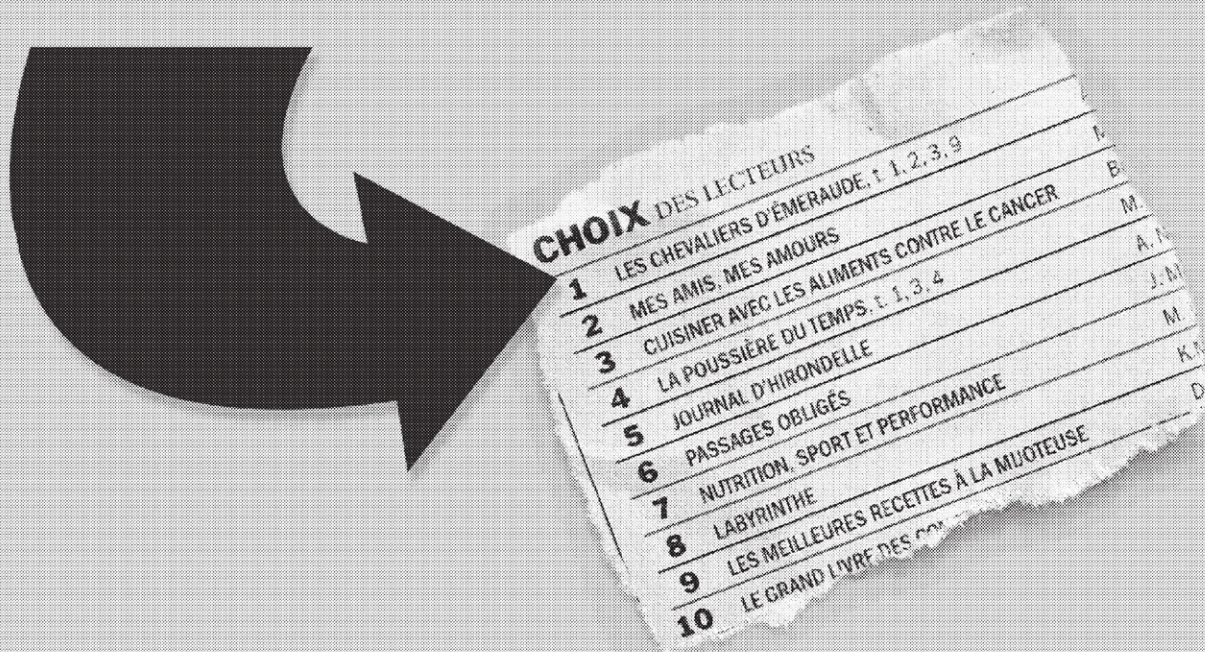 CHOIX DES LECTEURS
1 LES CHEVALIERS D'ÉMERAUDE, t. 1, 2, 3, 9
2 MES AMIS, MES AMOURS M
3 CUISINER AVEC LES ALIMENTS CONTRE LE CANCER B.
4 LA POUSSIÈRE DU TEMPS, t. 1, 3, 4 M.
5 JOURNAL D'HIRONDELLE A. N
6 PASSAGES OBLIGÉS J. M
7 NUTRITION, SPORT ET PERFORMANCE M.
8 LABYRINTHE K.M
9 LES MEILLEURES RECETTES À LA MIJOTEUSE D
10 LE GRAND LIVRE DES